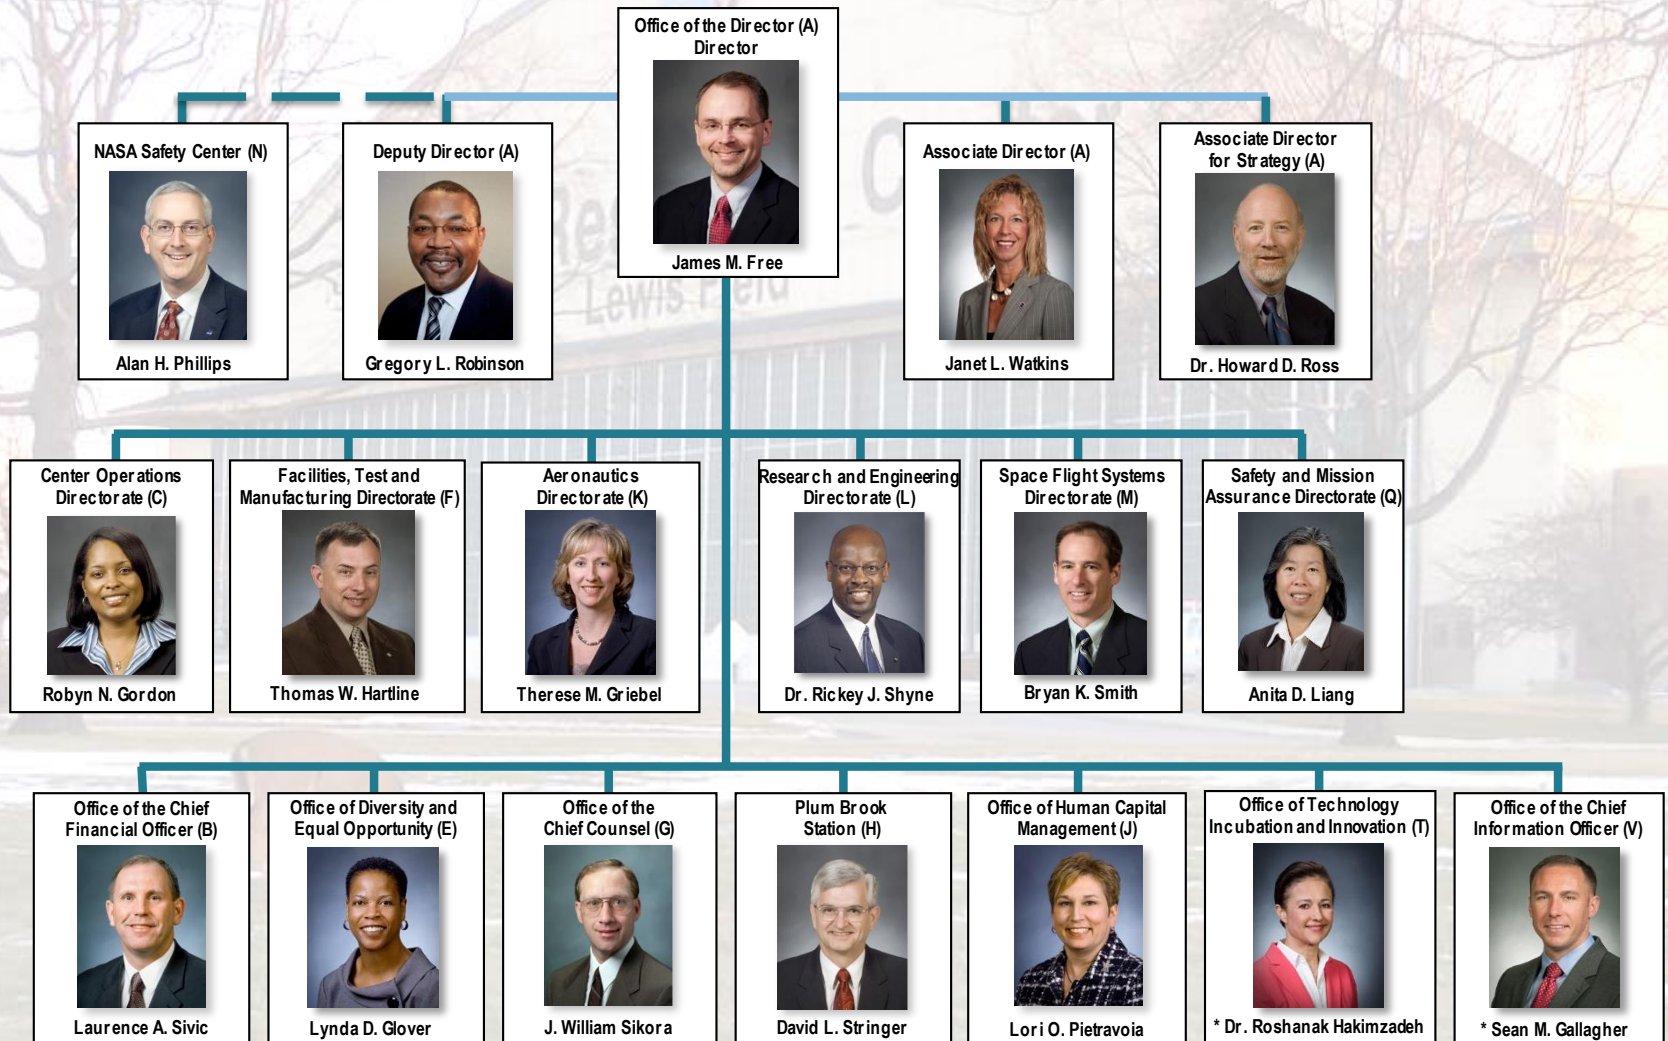 Office of the Director (A)
Director
James M. Free
NASA Safety Center (N)
Alan H. Phillips
Deputy Director (A)
Gregory L. Robinson
Associate Director (A)
Janet L. Watkins
Associate Director
for Strategy (A)
Dr. Howard D. Ross
Lewis Field
Center Operations
Directorate (C)
Robyn N. Gordon
Facilities, Test and
Manufacturing Directorate (F)
Thomas W. Hartline
Aeronautics
Directorate (K)
Therese M. Griebel
Research and Engineering
Directorate (L)
Dr. Rickey J. Shyne
Space Flight Systems
Directorate (M)
Bryan K. Smith
Safety and Mission
Assurance Directorate (Q)
Anita D. Liang
Office of the Chief
Financial Officer (B)
Laurence A. Sivic
Office of Diversity and
Equal Opportunity (E)
Lynda D. Glover
Office of the
Chief Counsel (G)
J. William Sikora
Plum Brook
Station (H)
David L. Stringer
Office of Human Capital
Management (J)
Lori O. Pietravoia
Office of Technology
Incubation and Innovation (T)
* Dr. Roshanak Hakimzadeh
Office of the Chief
Information Officer (V)
* Sean M. Gallagher